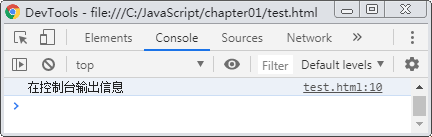 DevTools - file:///C:/JavaScript/chapter01/test.html
Elements Console Sources
top Filter Default levels
在控制台输出信息 test.html:10